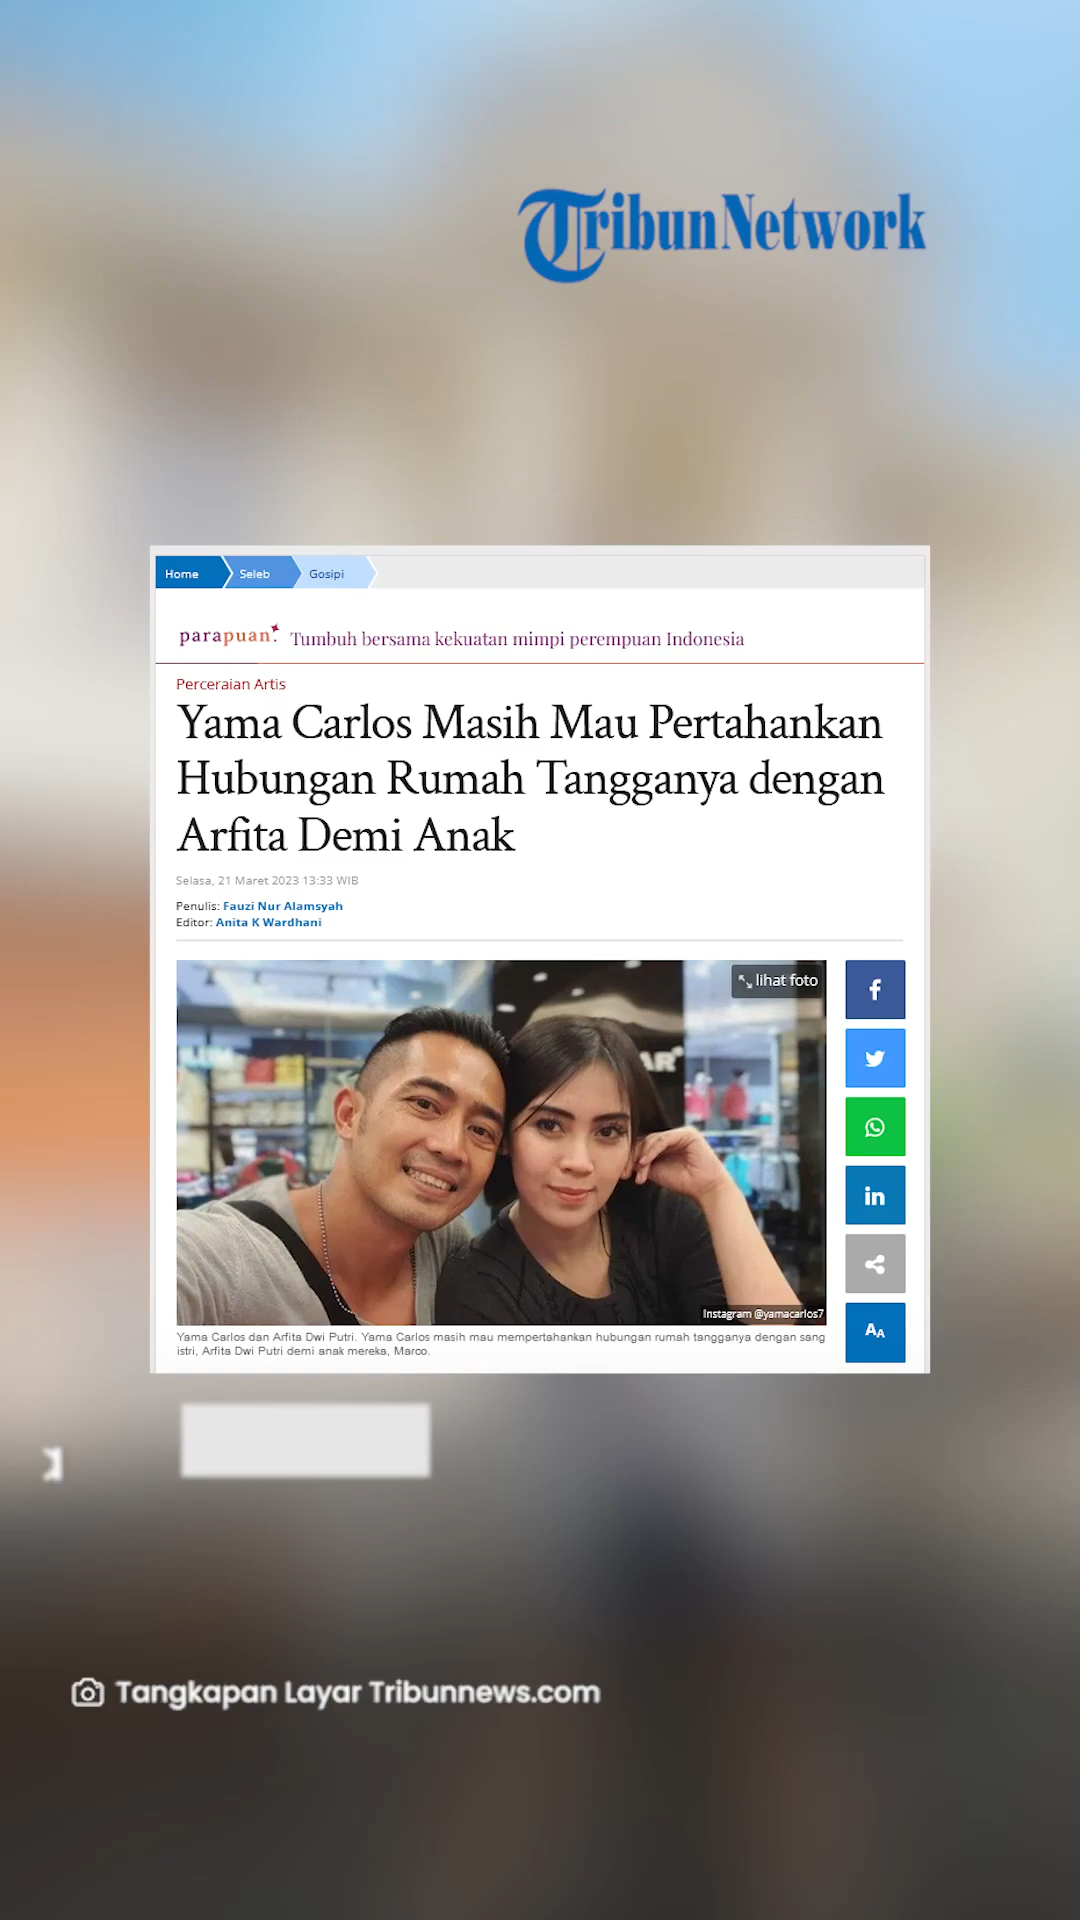 TribunNetwork
Home
Seleb
Gosipi
parapuan. Tumbuh bersama kekuatan mimpi perempuan Indonesia
Perceraian Artis
Yama Carlos Masih Mau Pertahankan
Hubungan Rumah Tangganya dengan
Arfita Demi Anak
Selasa, 21 Maret 2023 13:33 WIB
Penulis: Fauzi Nur Alamsyah
Editor: Anita K Wardhani
lihat foto
AR
Instagram @yamacarlos7
Yama Carlos dan Arfita Dwi Putri. Yama Carlos masih mau mempertahankan hubungan rumah tangganya dengan sang
istri, Arfita Dwi Putri demi anak mereka, Marco.
AA
Tangkapan Layar Tribunnews.com